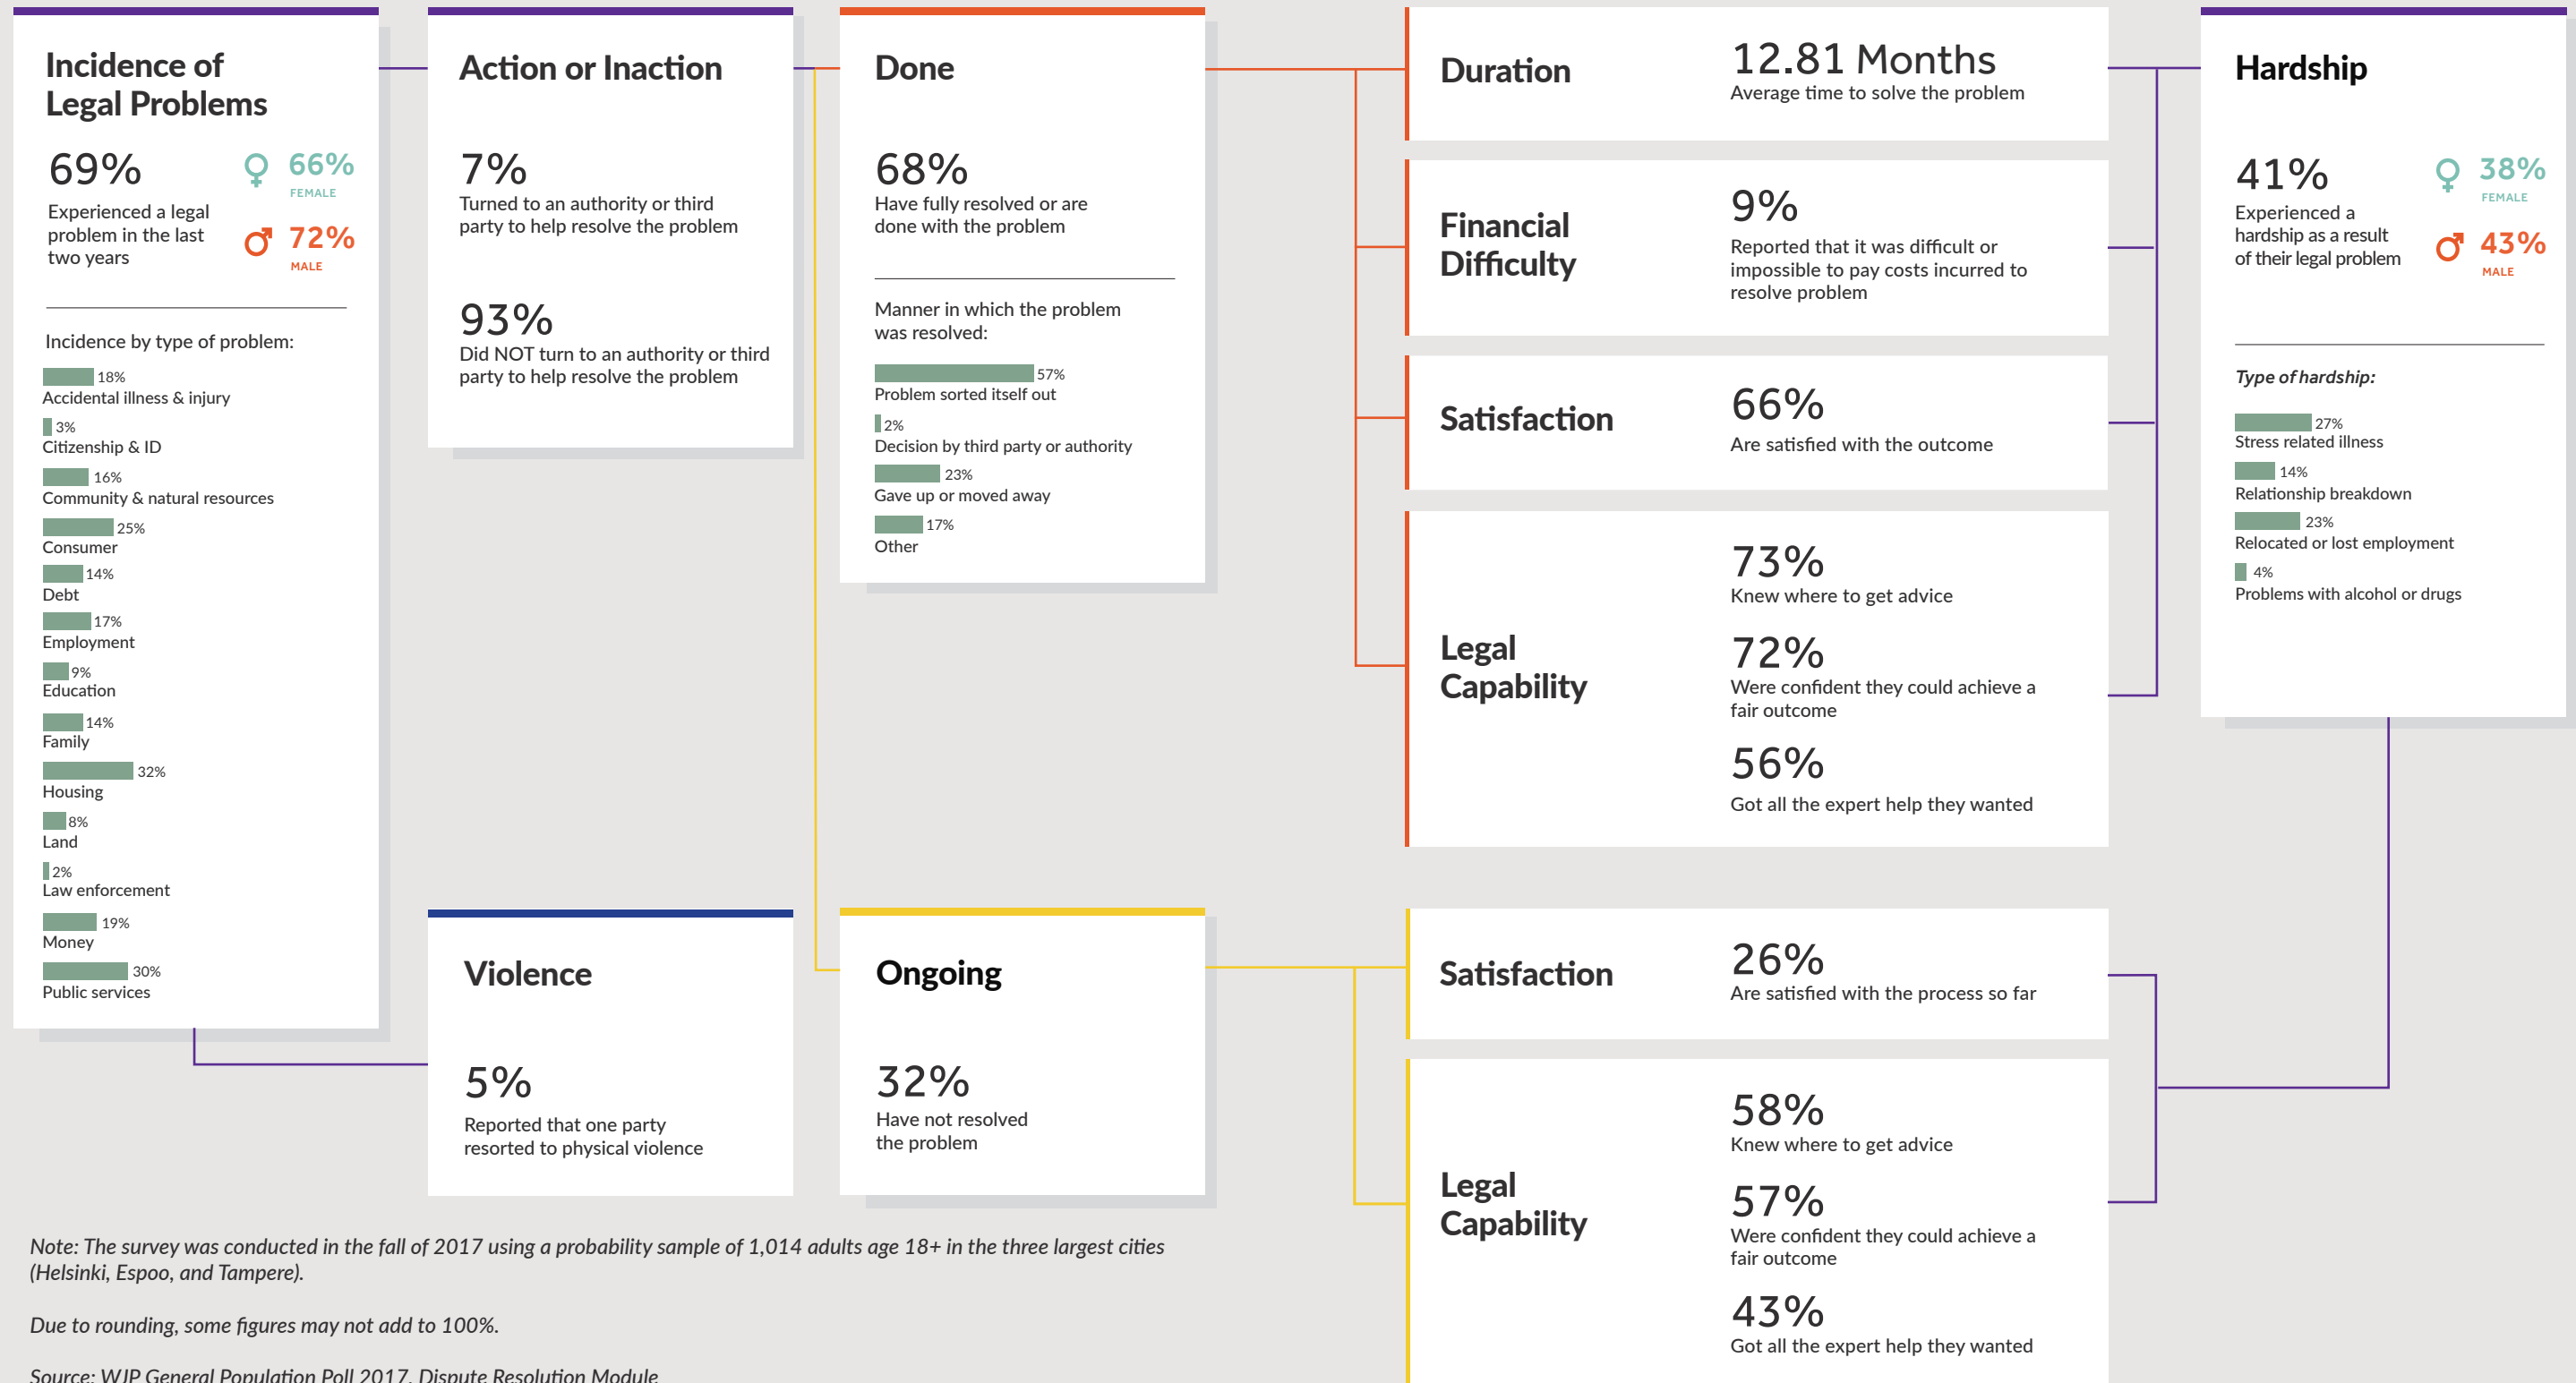 Incidence of
Legal Problems
69%
Experienced a legal
problem in the last
two years
66%
FEMALE
72%
MALE
Incidence by type of problem:
18%
Accidental illness & injury
3%
Citizenship & ID
16%
Community & natural resources
25%
Consumer
14%
Debt
17%
Employment
9%
Education
14%
Family
32%
Housing
8%
Land
2%
Law enforcement
19%
Money
30%
Public services
Action or Inaction
7%
Turned to an authority or third
party to help resolve the problem
93%
Did NOT turn to an authority or third
party to help resolve the problem
Violence
5%
Reported that one party
resorted to physical violence
Done
68%
Have fully resolved or are
done with the problem
Manner in which the problem
was resolved:
57%
Problem sorted itself out
2%
Decision by third party or authority
23%
Gave up or moved away
17%
Other
Ongoing
32%
Have not resolved
the problem
Duration
12.81 Months
Average time to solve the problem
Financial
Difficulty
9%
Reported that it was difficult or
impossible to pay costs incurred to
resolve problem
Satisfaction
66%
Are satisfied with the outcome
Legal
Capability
73%
Knew where to get advice
72%
Were confident they could achieve a
fair outcome
56%
Got all the expert help they wanted
Satisfaction
26%
Are satisfied with the process so far
Legal
Capability
58%
Knew where to get advice
57%
Were confident they could achieve a
fair outcome
43%
Got all the expert help they wanted
Hardship
41%
Experienced a
hardship as a result
of their legal problem
38%
FEMALE
43%
MALE
Type of hardship:
27%
Stress related illness
14%
Relationship breakdown
23%
Relocated or lost employment
4%
Problems with alcohol or drugs
Note: The survey was conducted in the fall of 2017 using a probability sample of 1,014 adults age 18+ in the three largest cities
(Helsinki, Espoo, and Tampere).
Due to rounding, some figures may not add to 100%.
Source: WJP General Population Poll 2017, Dispute Resolution Module